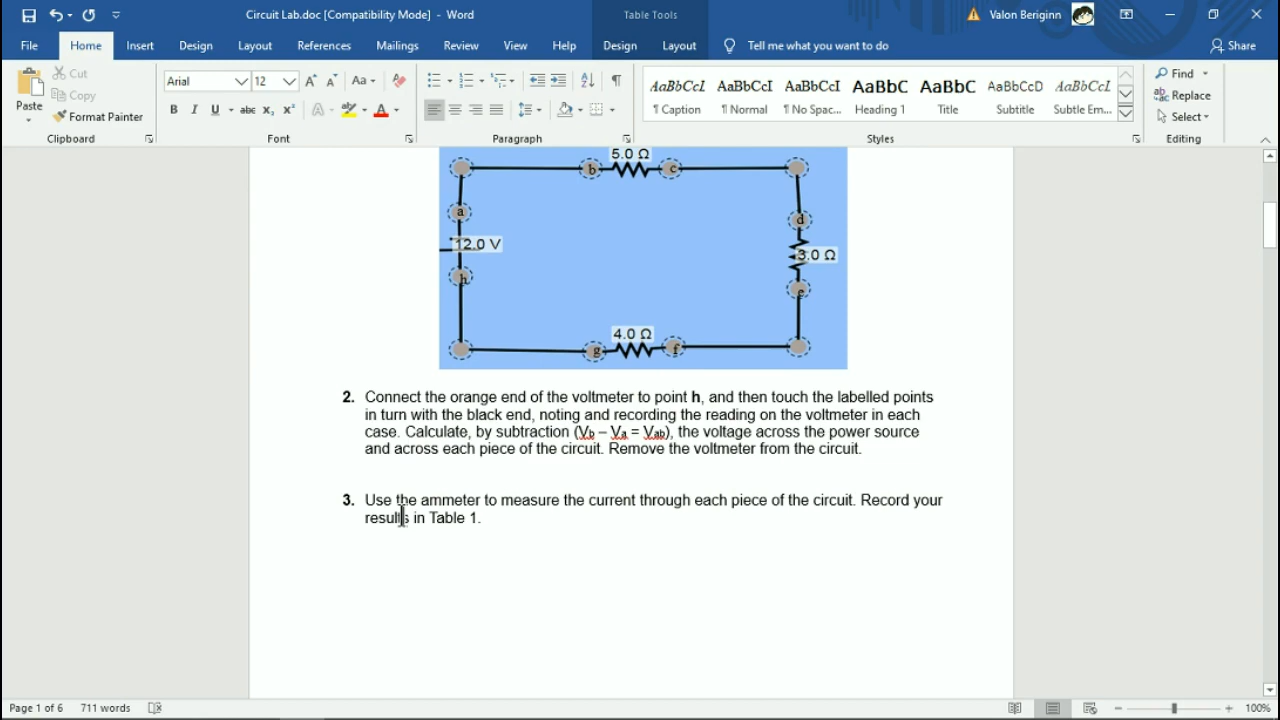 Circuit Lab.doc [Compatibility Mode] - Word
Table Tools
Valon Beriginn
File Home Insert Design Layout References Mailings Review View Help Design Layout Tell me what you want to do Share
Paste
Cut
Copy
Format Painter
Clipboard
Arial 12
Font
Paragraph
AaBbCcI AaBbCcI AaBbCcI AaBbC AaBbC AaBbCcD AaBbCcI
¶ Caption ¶ Normal ¶ No Spac... Heading 1 Title Subtitle Subtle Em...
Styles
Find
Replace
Select
Editing
5.0 Ω
b c
a d
12.0 V
3.0 Ω
h e
4.0 Ω
g f
2. Connect the orange end of the voltmeter to point h, and then touch the labelled points
in turn with the black end, noting and recording the reading on the voltmeter in each
case. Calculate, by subtraction (Vb – Va = Vab), the voltage across the power source
and across each piece of the circuit. Remove the voltmeter from the circuit.
3. Use the ammeter to measure the current through each piece of the circuit. Record your
results in Table 1.
Page 1 of 6 711 words 100%